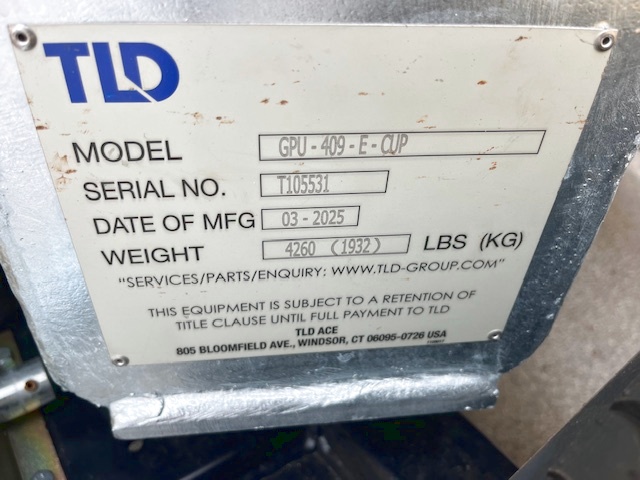 TLD
MODEL GPU - 409 - E - CUP
SERIAL NO. T105531
DATE OF MFG 03 - 2025
WEIGHT 4260 (1932) LBS (KG)
"SERVICES/PARTS/ENQUIRY: WWW.TLD-GROUP.COM"
THIS EQUIPMENT IS SUBJECT TO A RETENTION OF
TITLE CLAUSE UNTIL FULL PAYMENT TO TLD
TLD ACE
805 BLOOMFIELD AVE., WINDSOR, CT 06095-0726 USA